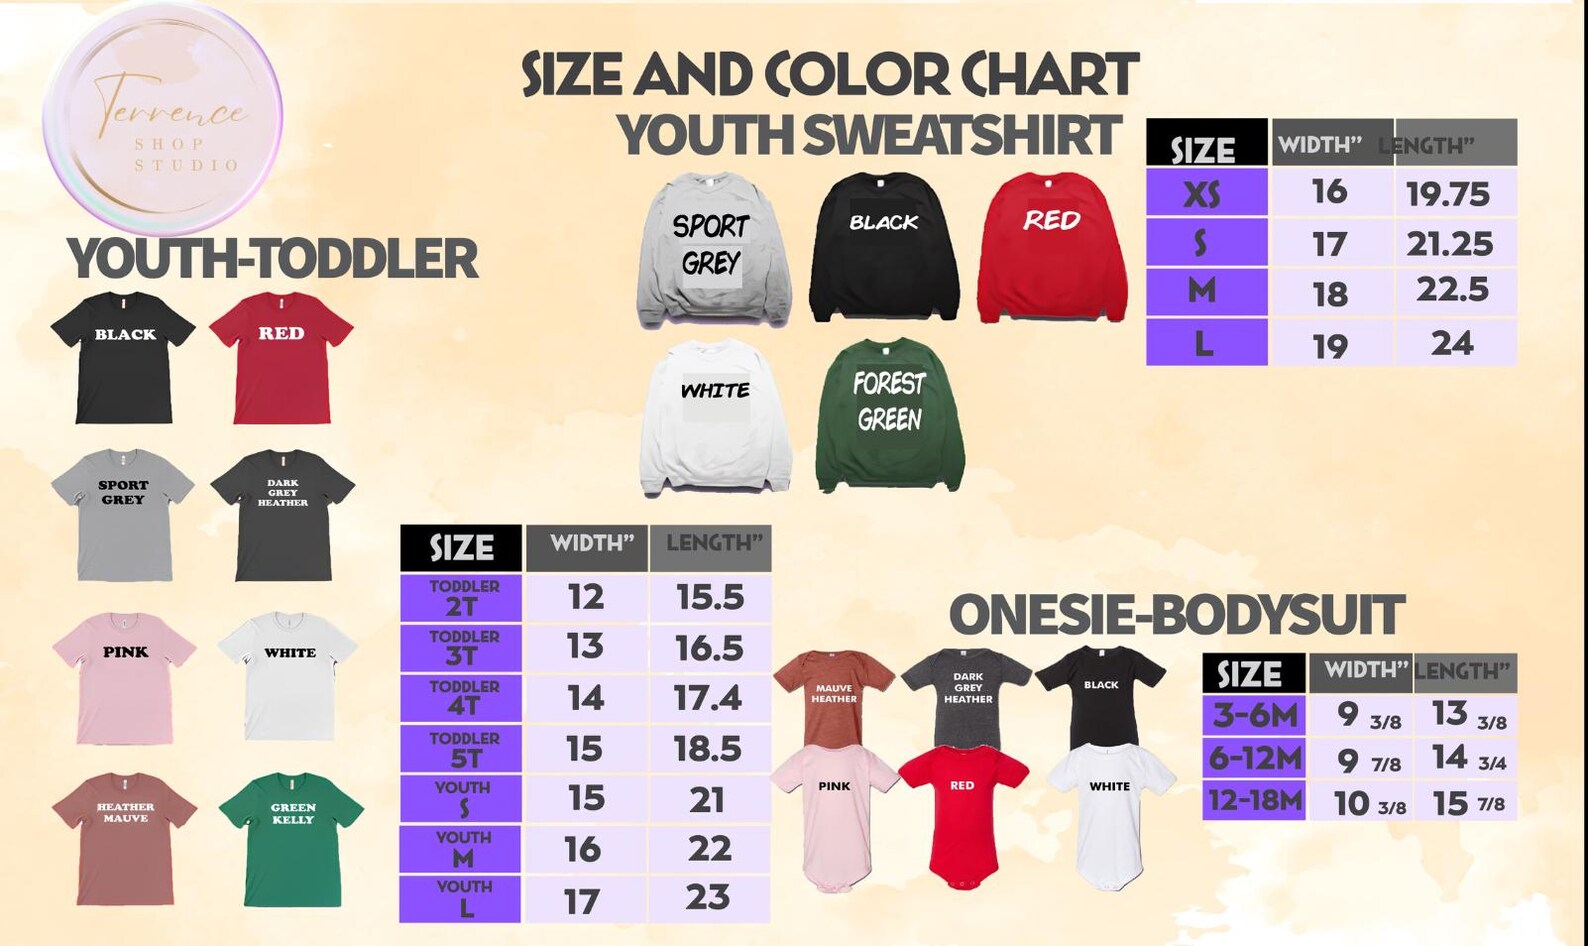 Terrence
SHOP
STUDIO
SIZE AND COLOR CHART
YOUTH SWEATSHIRT
SPORT
GREY
BLACK
RED
WHITE
FOREST
GREEN
SIZE WIDTH” LENGTH”
XS 16 19.75
S 17 21.25
M 18 22.5
L 19 24
YOUTH-TODDLER
BLACK
RED
SPORT
GREY
DARK
GREY
HEATHER
PINK
WHITE
HEATHER
MAUVE
GREEN
KELLY
SIZE WIDTH” LENGTH”
TODDLER
2T 12 15.5
TODDLER
3T 13 16.5
TODDLER
4T 14 17.4
TODDLER
5T 15 18.5
YOUTH
S 15 21
YOUTH
M 16 22
YOUTH
L 17 23
ONESIE-BODYSUIT
MAUVE
HEATHER
DARK
GREY
HEATHER
BLACK
PINK
RED
WHITE
SIZE WIDTH” LENGTH”
3-6M 9 3/8 13 3/8
6-12M 9 7/8 14 3/4
12-18M 10 3/8 15 7/8